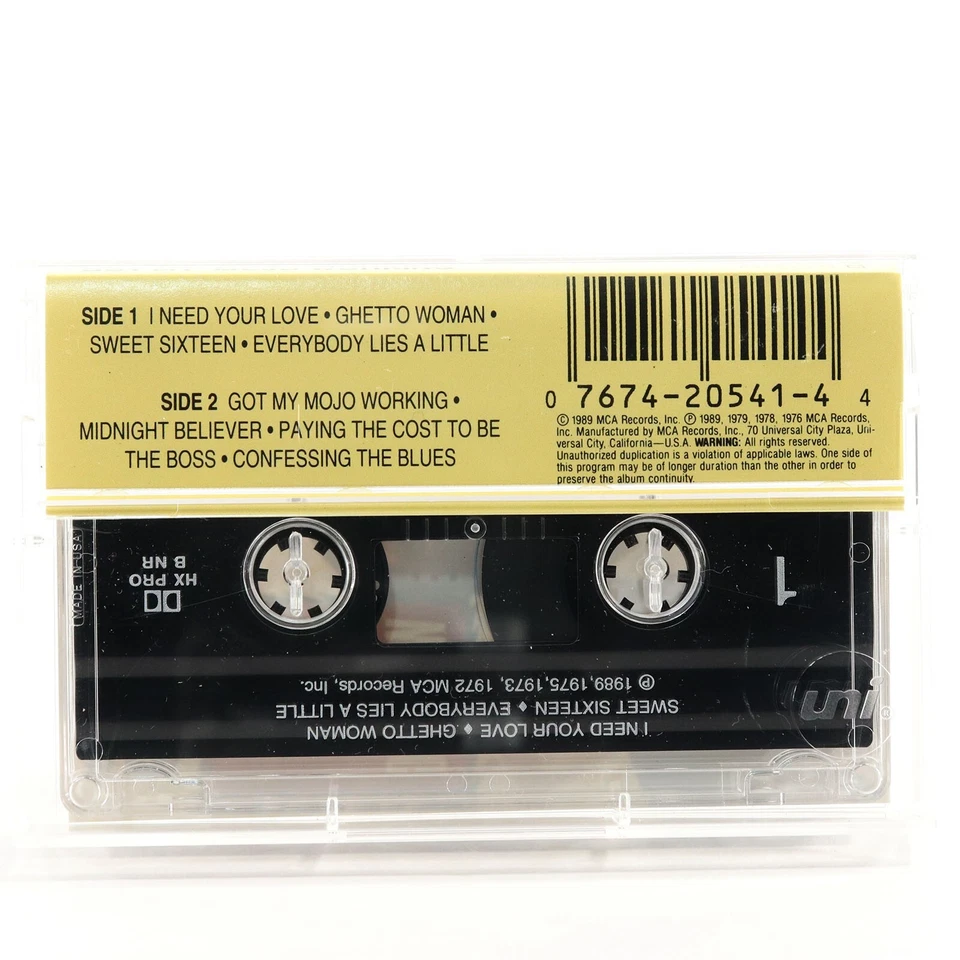 SIDE 1 I NEED YOUR LOVE • GHETTO WOMAN •
SWEET SIXTEEN • EVERYBODY LIES A LITTLE
SIDE 2 GOT MY MOJO WORKING •
MIDNIGHT BELIEVER • PAYING THE COST TO BE
THE BOSS • CONFESSING THE BLUES
0 7674-20541-4 4
© 1989 MCA Records, Inc. ℗ 1989, 1979, 1978, 1976 MCA Records,
Inc. Manufactured by MCA Records, Inc., 70 Universal City Plaza, Uni-
versal City, California—U.S.A. WARNING: All rights reserved.
Unauthorized duplication is a violation of applicable laws. One side of
this program may be of longer duration than the other in order to
preserve the album continuity.
MADE IN USA
HX PRO
B NR
1
uni®
I NEED YOUR LOVE ♦ GHETTO WOMAN
SWEET SIXTEEN ♦ EVERYBODY LIES A LITTLE
℗ 1989,1975,1973, 1972 MCA Records, Inc.